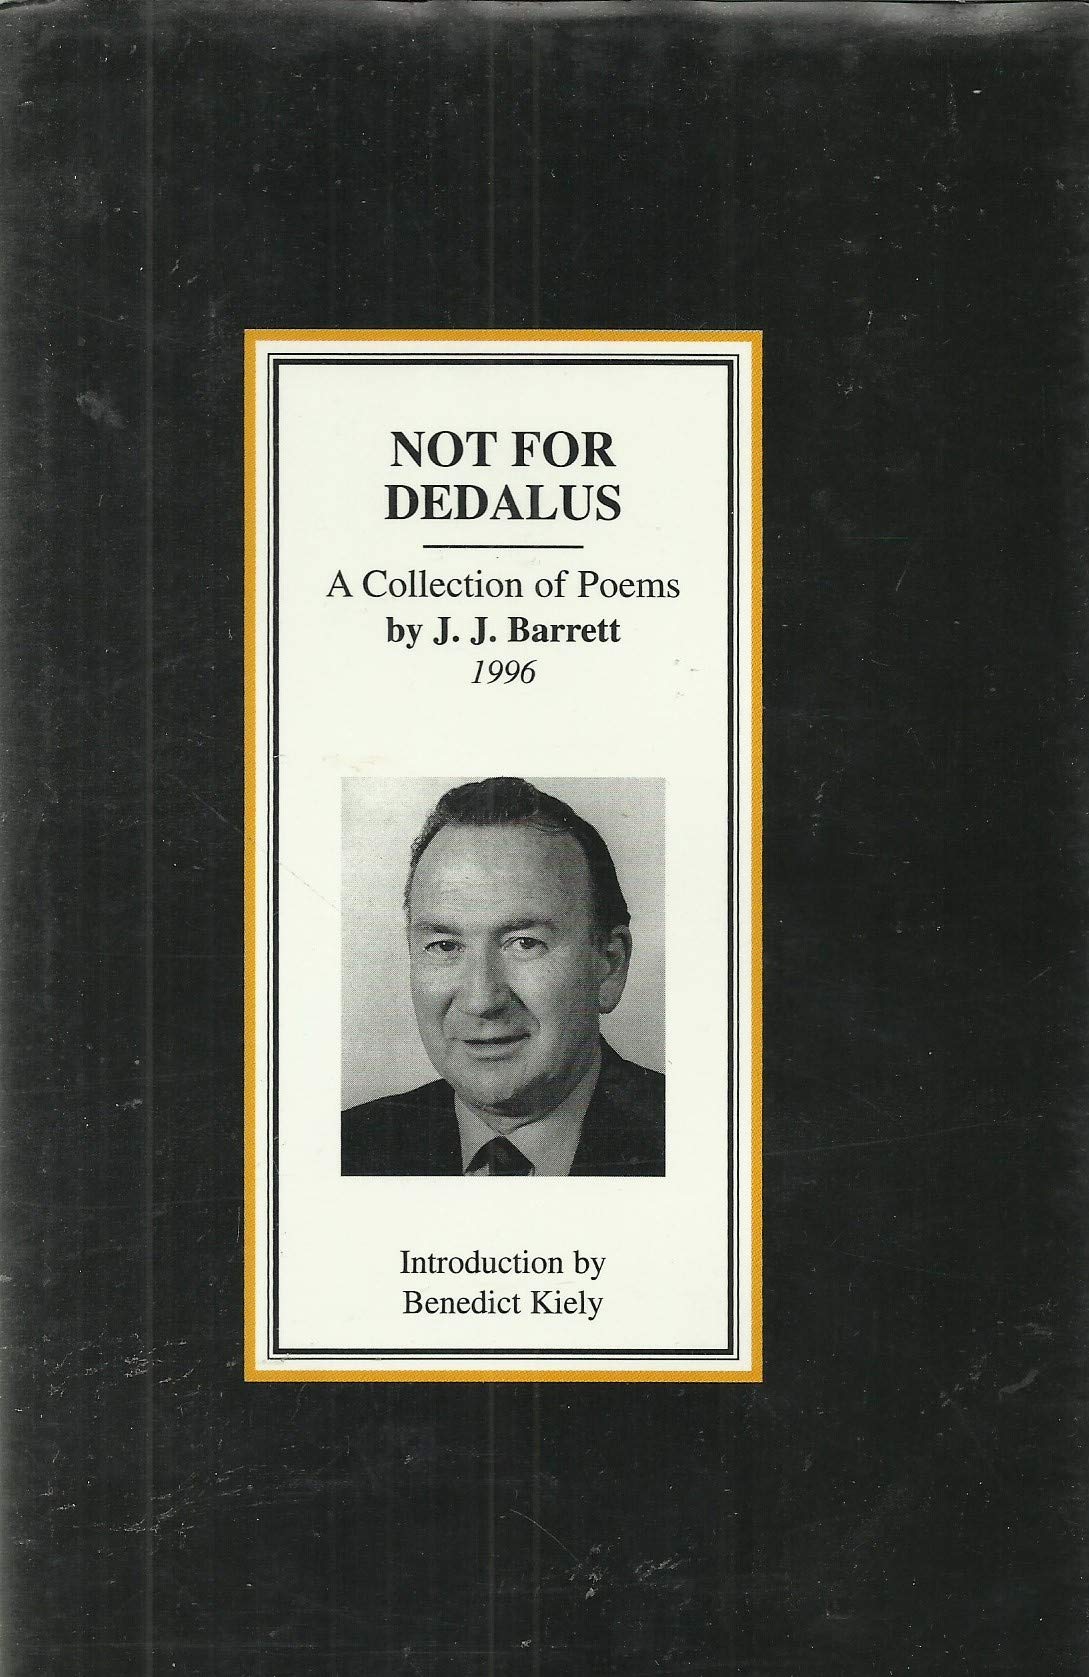 NOT FOR
DEDALUS
A Collection of Poems
by J. J. Barrett
1996
Introduction by
Benedict Kiely